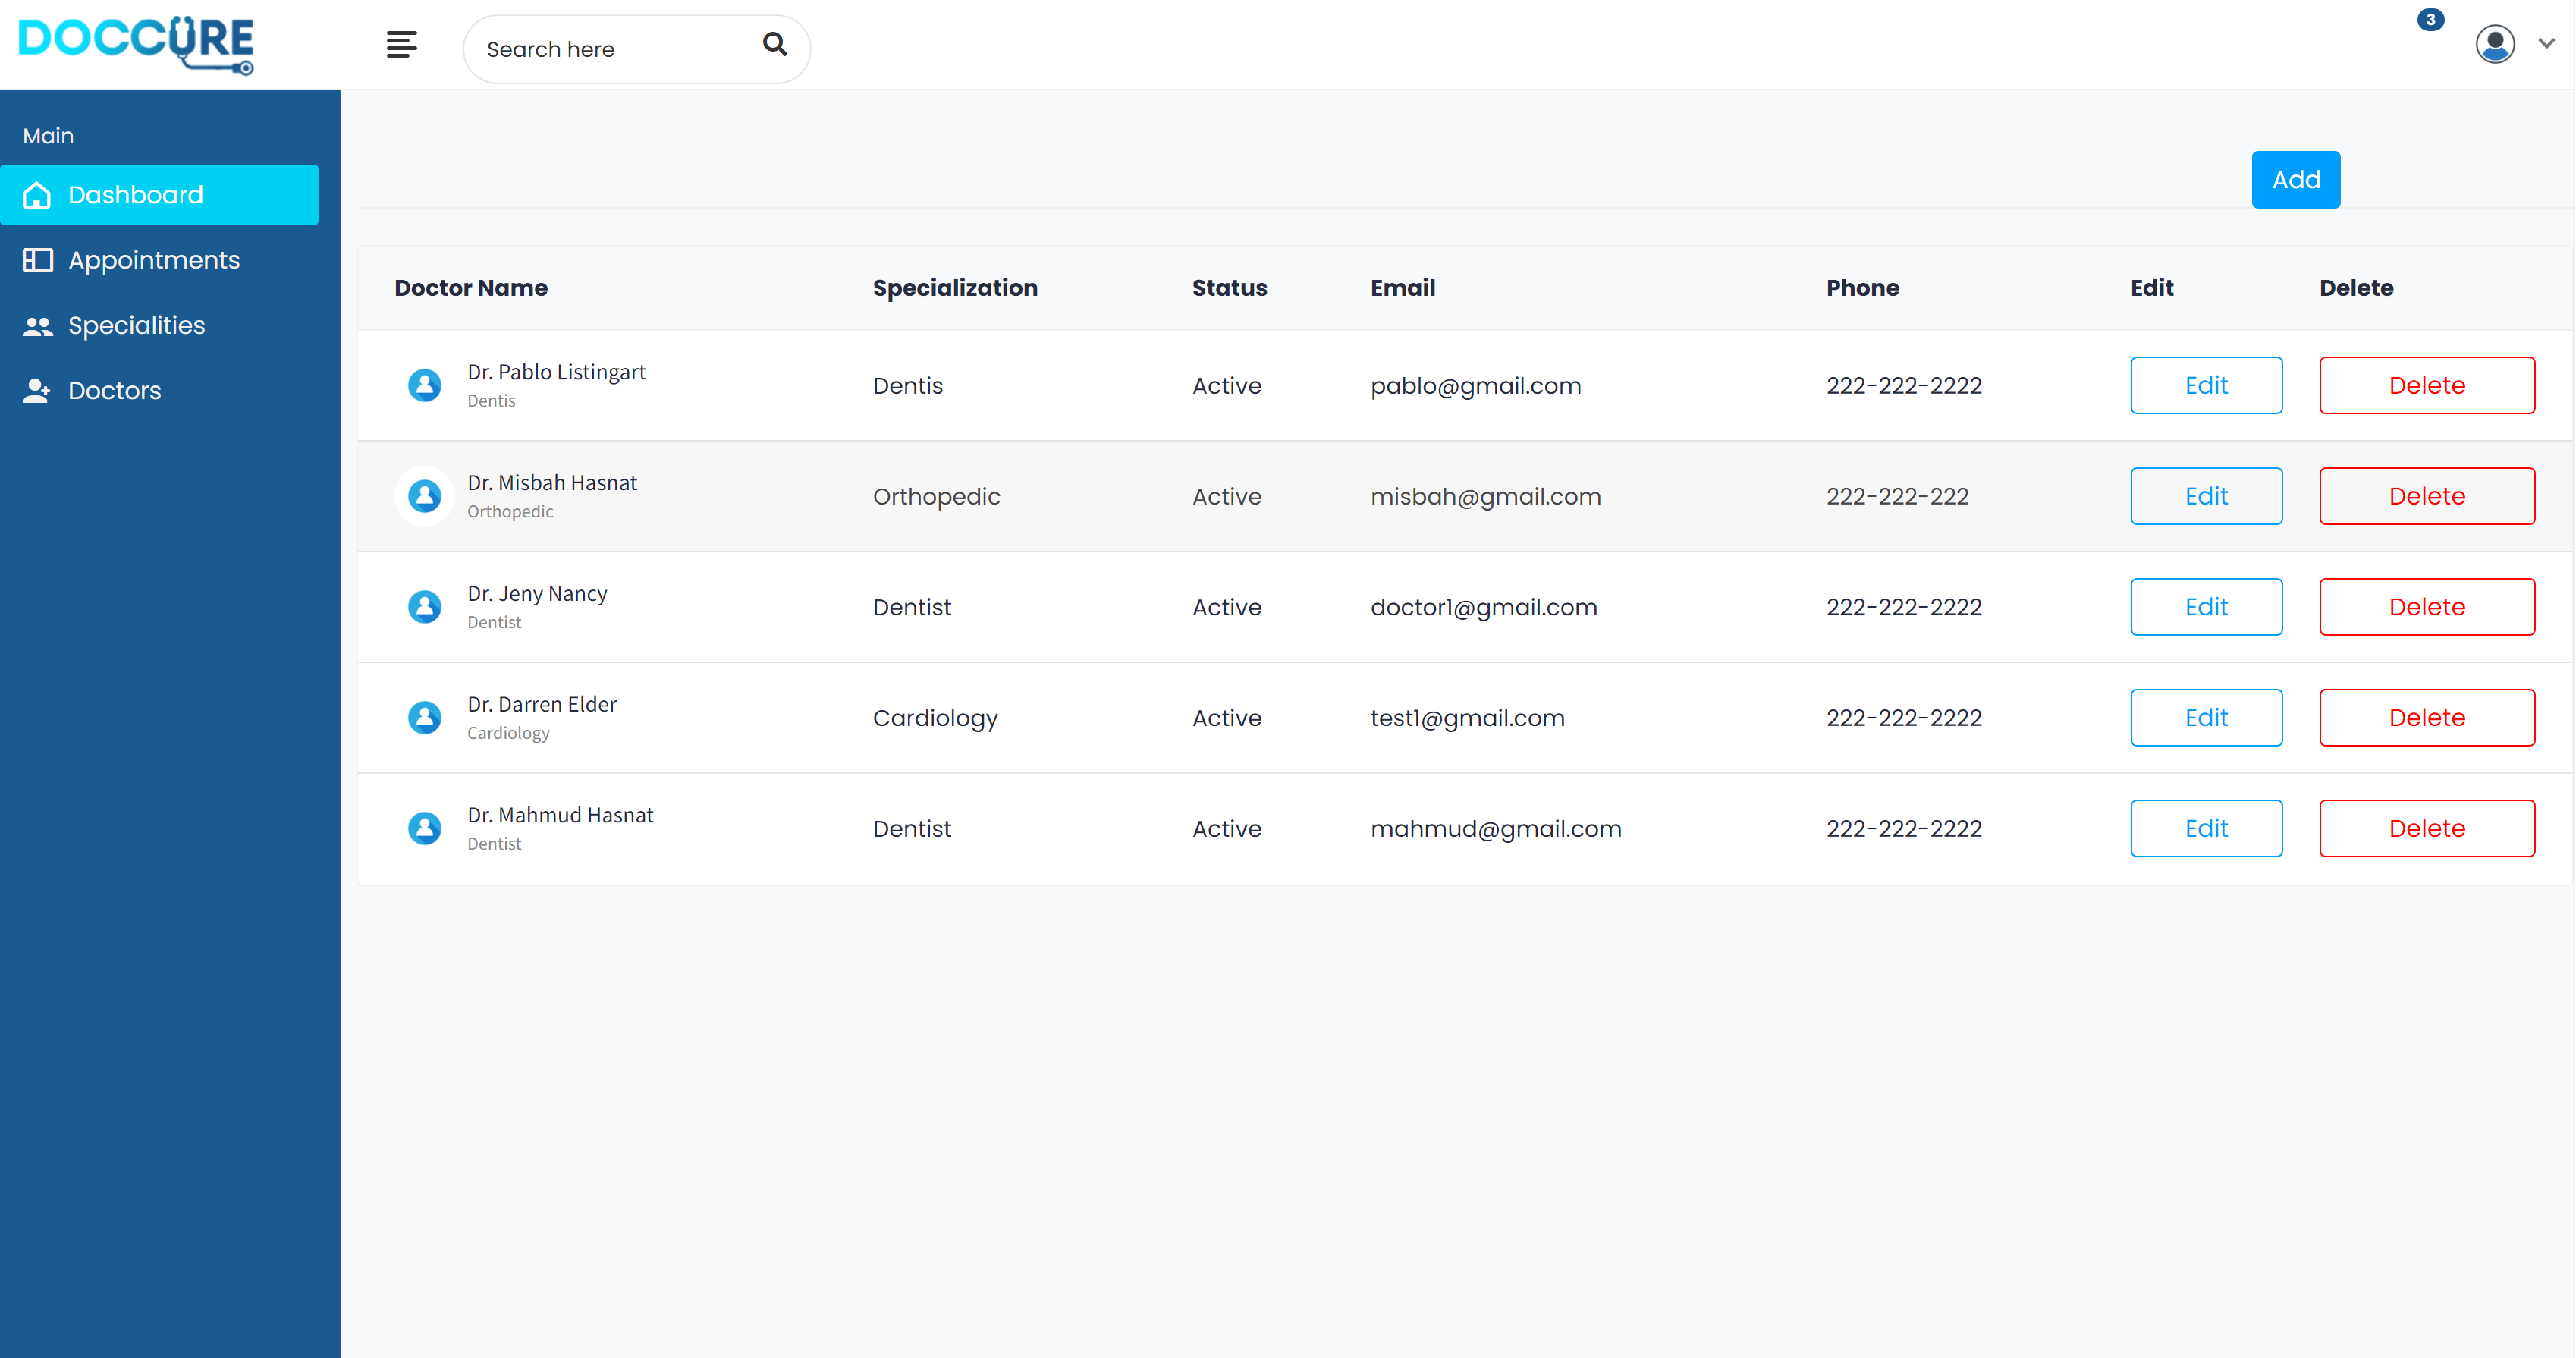 DOCCURE
Search here
3
Main
Dashboard
Appointments
Specialities
Doctors
Add
Doctor Name Specialization Status Email Phone Edit Delete
Dr. Pablo Listingart
Dentis
Dentis Active pablo@gmail.com 222-222-2222 Edit Delete
Dr. Misbah Hasnat
Orthopedic
Orthopedic Active misbah@gmail.com 222-222-222 Edit Delete
Dr. Jeny Nancy
Dentist
Dentist Active doctor1@gmail.com 222-222-2222 Edit Delete
Dr. Darren Elder
Cardiology
Cardiology Active test1@gmail.com 222-222-2222 Edit Delete
Dr. Mahmud Hasnat
Dentist
Dentist Active mahmud@gmail.com 222-222-2222 Edit Delete